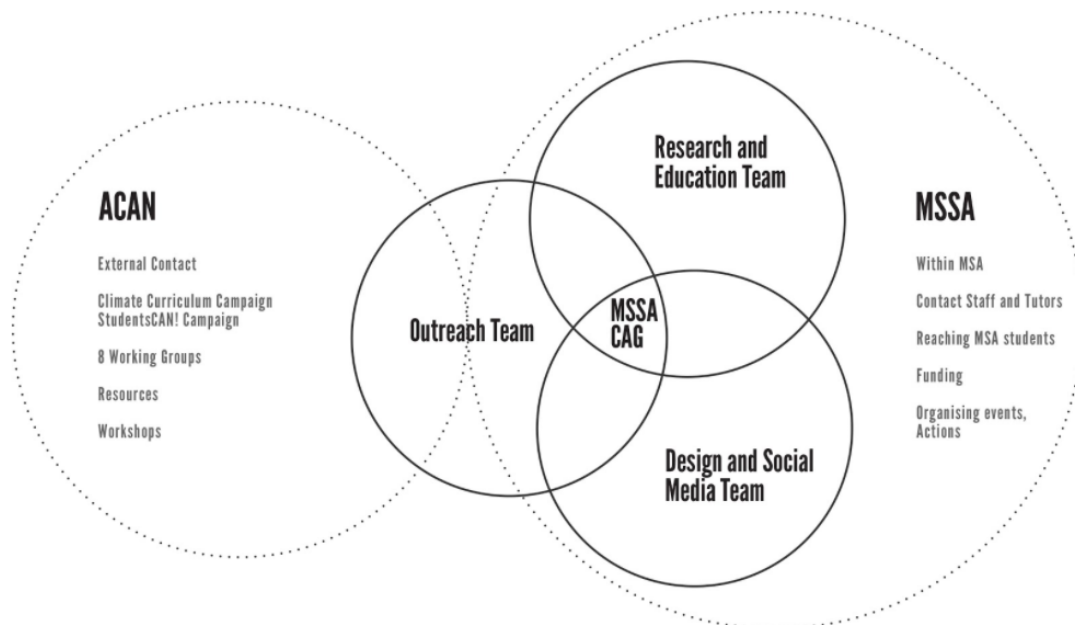 ACAN
External Contact
Climate Curriculum Campaign
StudentsCAN! Campaign
8 Working Groups
Resources
Workshops
Outreach Team
MSSA
CAG
Research and
Education Team
Design and Social
Media Team
MSSA
Within MSA
Contact Staff and Tutors
Reaching MSA students
Funding
Organising events,
Actions